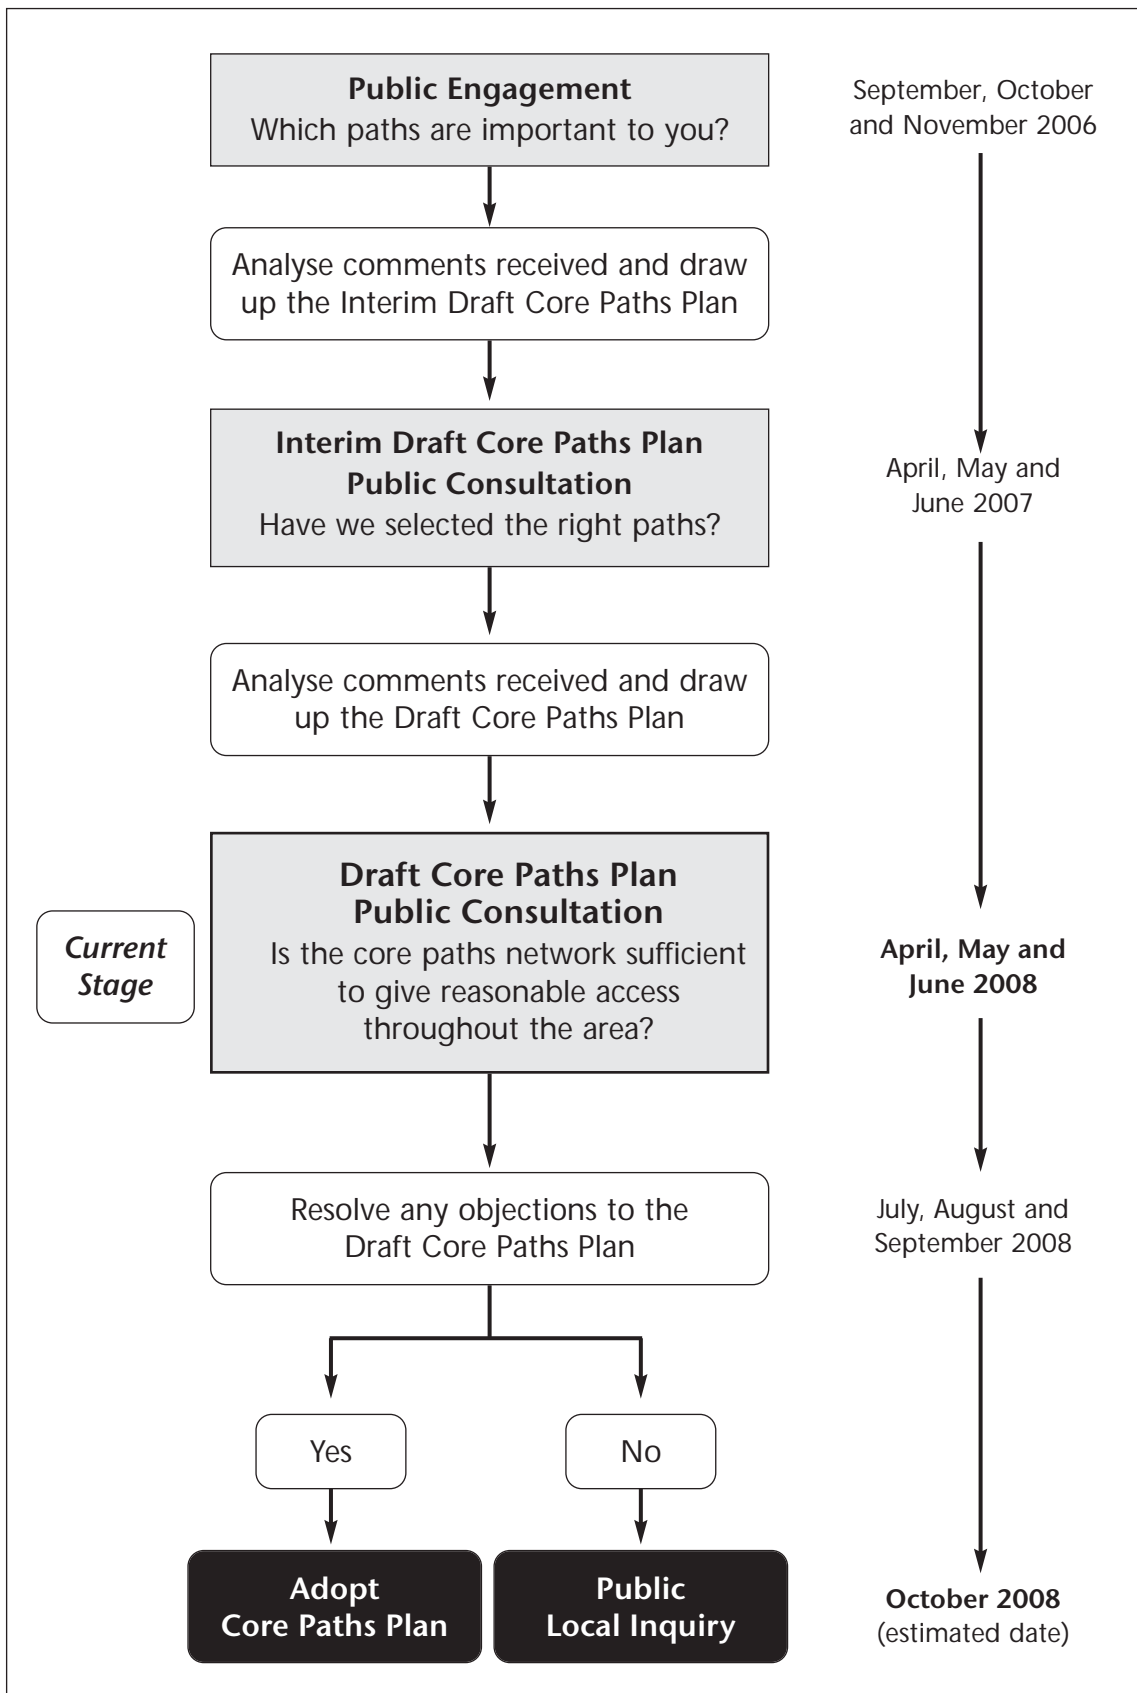 Public Engagement
Which paths are important to you?
September, October
and November 2006
Analyse comments received and draw
up the Interim Draft Core Paths Plan
Interim Draft Core Paths Plan
Public Consultation
Have we selected the right paths?
April, May and
June 2007
Analyse comments received and draw
up the Draft Core Paths Plan
Current
Stage
Draft Core Paths Plan
Public Consultation
Is the core paths network sufficient
to give reasonable access
throughout the area?
April, May and
June 2008
Resolve any objections to the
Draft Core Paths Plan
July, August and
September 2008
Yes
No
Adopt
Core Paths Plan
Public
Local Inquiry
October 2008
(estimated date)